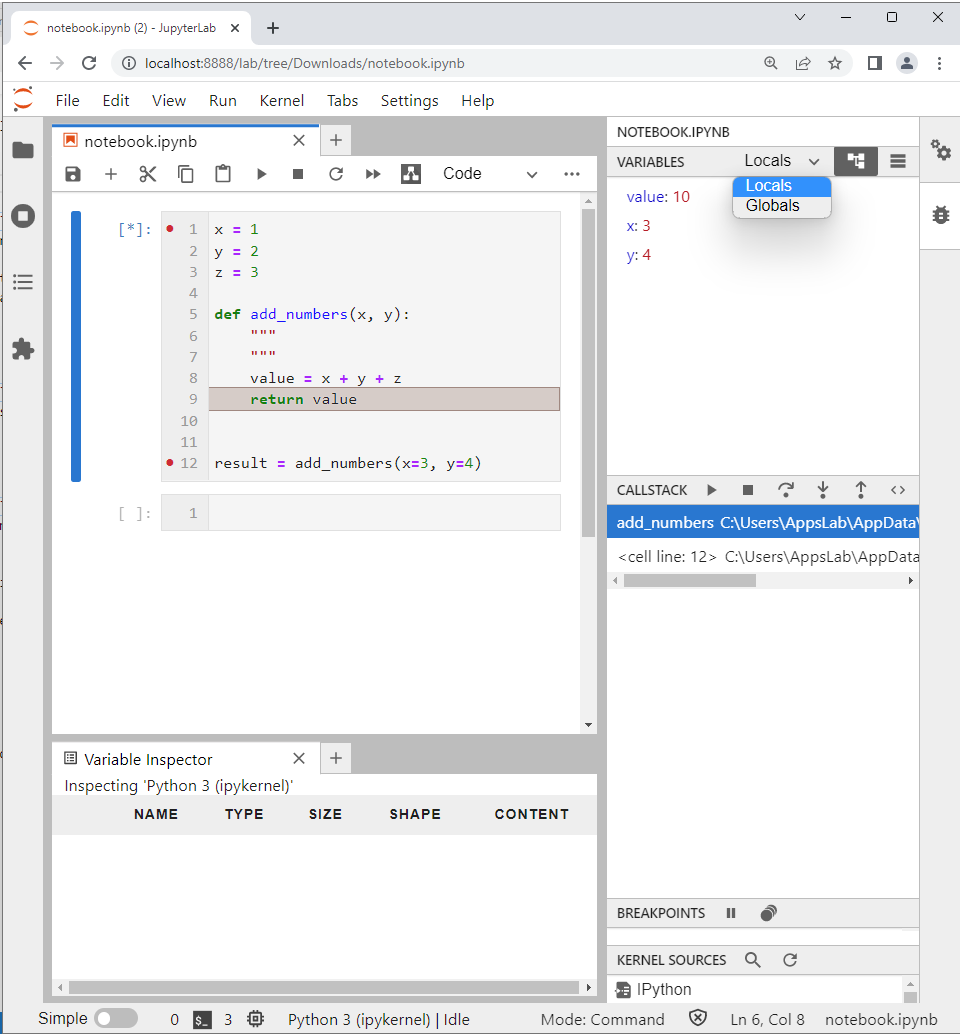 notebook.ipynb (2) - JupyterLab
localhost:8888/lab/tree/Downloads/notebook.ipynb
File Edit View Run Kernel Tabs Settings Help
notebook.ipynb
Code
[*]:
1 x = 1
2 y = 2
3 z = 3
4
5 def add_numbers(x, y):
6     """
7     """
8     value = x + y + z
9     return value
10
11
12 result = add_numbers(x=3, y=4)
[ ]:
1
Variable Inspector
Inspecting 'Python 3 (ipykernel)'
NAME TYPE SIZE SHAPE CONTENT
NOTEBOOK.IPYNB
VARIABLES Locals
Locals
Globals
value: 10
x: 3
y: 4
CALLSTACK
add_numbers C:\Users\AppsLab\AppData\
<cell line: 12> C:\Users\AppsLab\AppData
BREAKPOINTS
KERNEL SOURCES
IPython
Simple 0 $_ 3 Python 3 (ipykernel) | Idle Mode: Command Ln 6, Col 8 notebook.ipynb